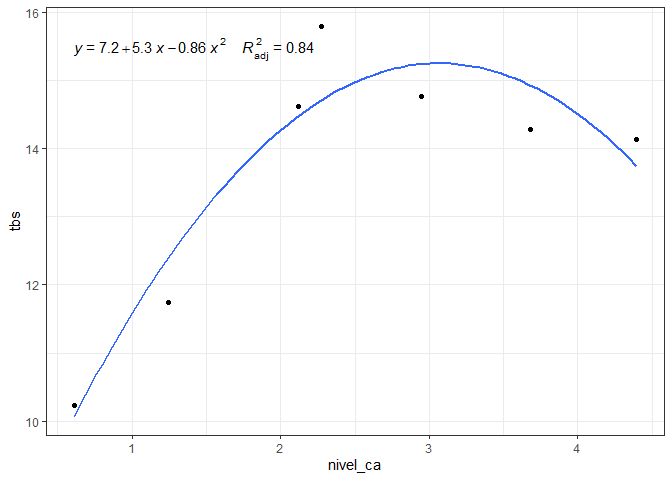 16
y = 7.2+5.3 x −0.86 x² R²adj = 0.84
14
tbs
12
10
1 2 3 4
nivel_ca